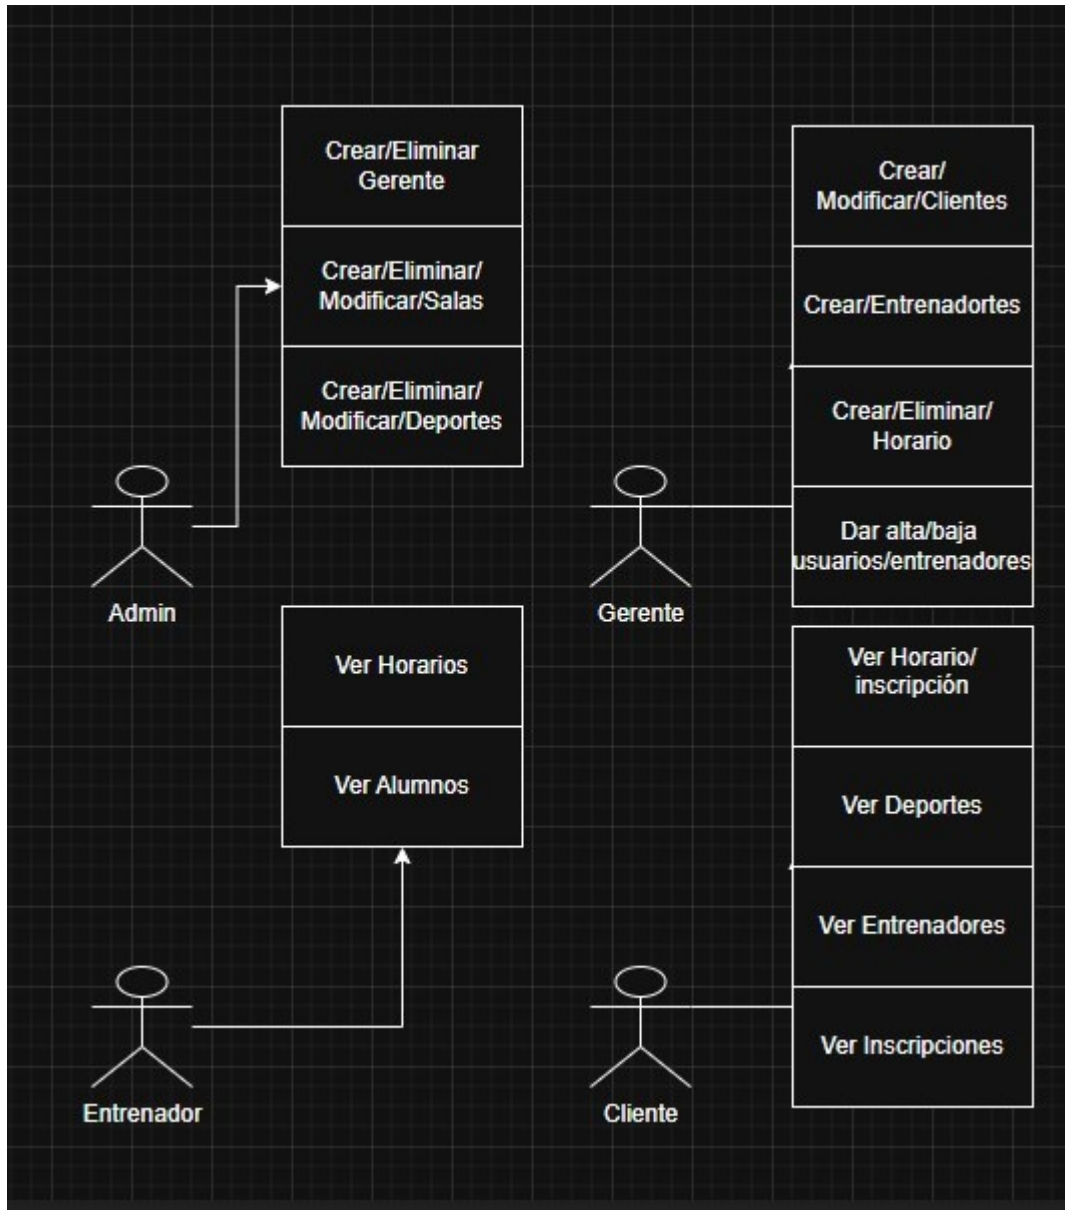 Crear/Eliminar
Gerente
Crear/Eliminar/
Modificar/Salas
Crear/Eliminar/
Modificar/Deportes
Admin
Crear/
Modificar/Clientes
Crear/Entrenadortes
Crear/Eliminar/
Horario
Dar alta/baja
usuarios/entrenadores
Gerente
Ver Horarios
Ver Alumnos
Entrenador
Ver Horario/
inscripción
Ver Deportes
Ver Entrenadores
Ver Inscripciones
Cliente